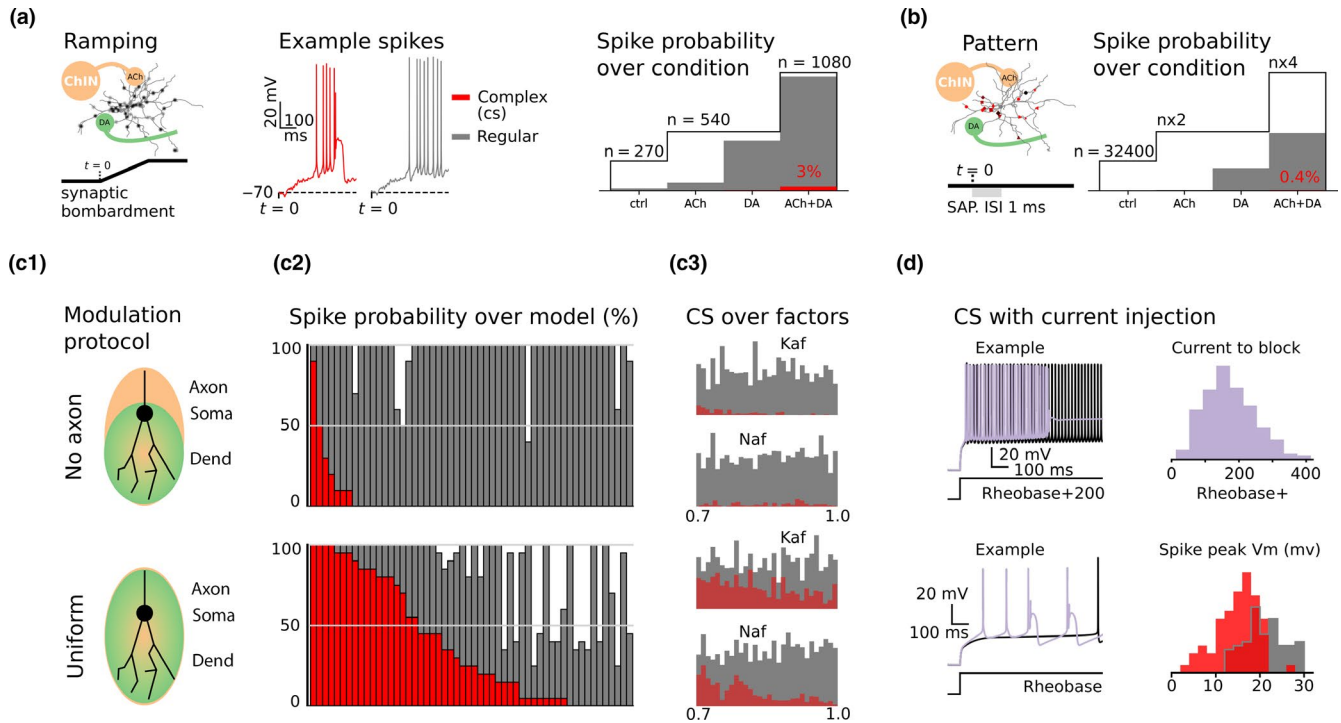 (a)
Ramping
ChIN
ACh
DA
t = 0
synaptic
bombardment
Example spikes
20 mV
100
ms
Complex
(cs)
Regular
−70
t = 0
t = 0
Spike probability
over condition
n = 1080
n = 540
n = 270
3%
ctrl
ACh
DA
ACh+DA
(b)
Pattern
ChIN
ACh
DA
t = 0
SAP. ISI 1 ms
Spike probability
over condition
nx4
nx2
n = 32400
0.4%
ctrl
ACh
DA
ACh+DA
(c1)
Modulation
protocol
No axon
Axon
Soma
Dend
Uniform
Axon
Soma
Dend
(c2)
Spike probability over model (%)
100
50
0
100
50
0
(c3)
CS over factors
Kaf
Naf
0.7
1.0
Kaf
Naf
0.7
1.0
(d)
CS with current injection
Example
20 mV
100 ms
Rheobase+200
Current to block
0
200
400
Rheobase+
Example
20 mV
100 ms
Rheobase
Spike peak Vm (mv)
0
10
20
30